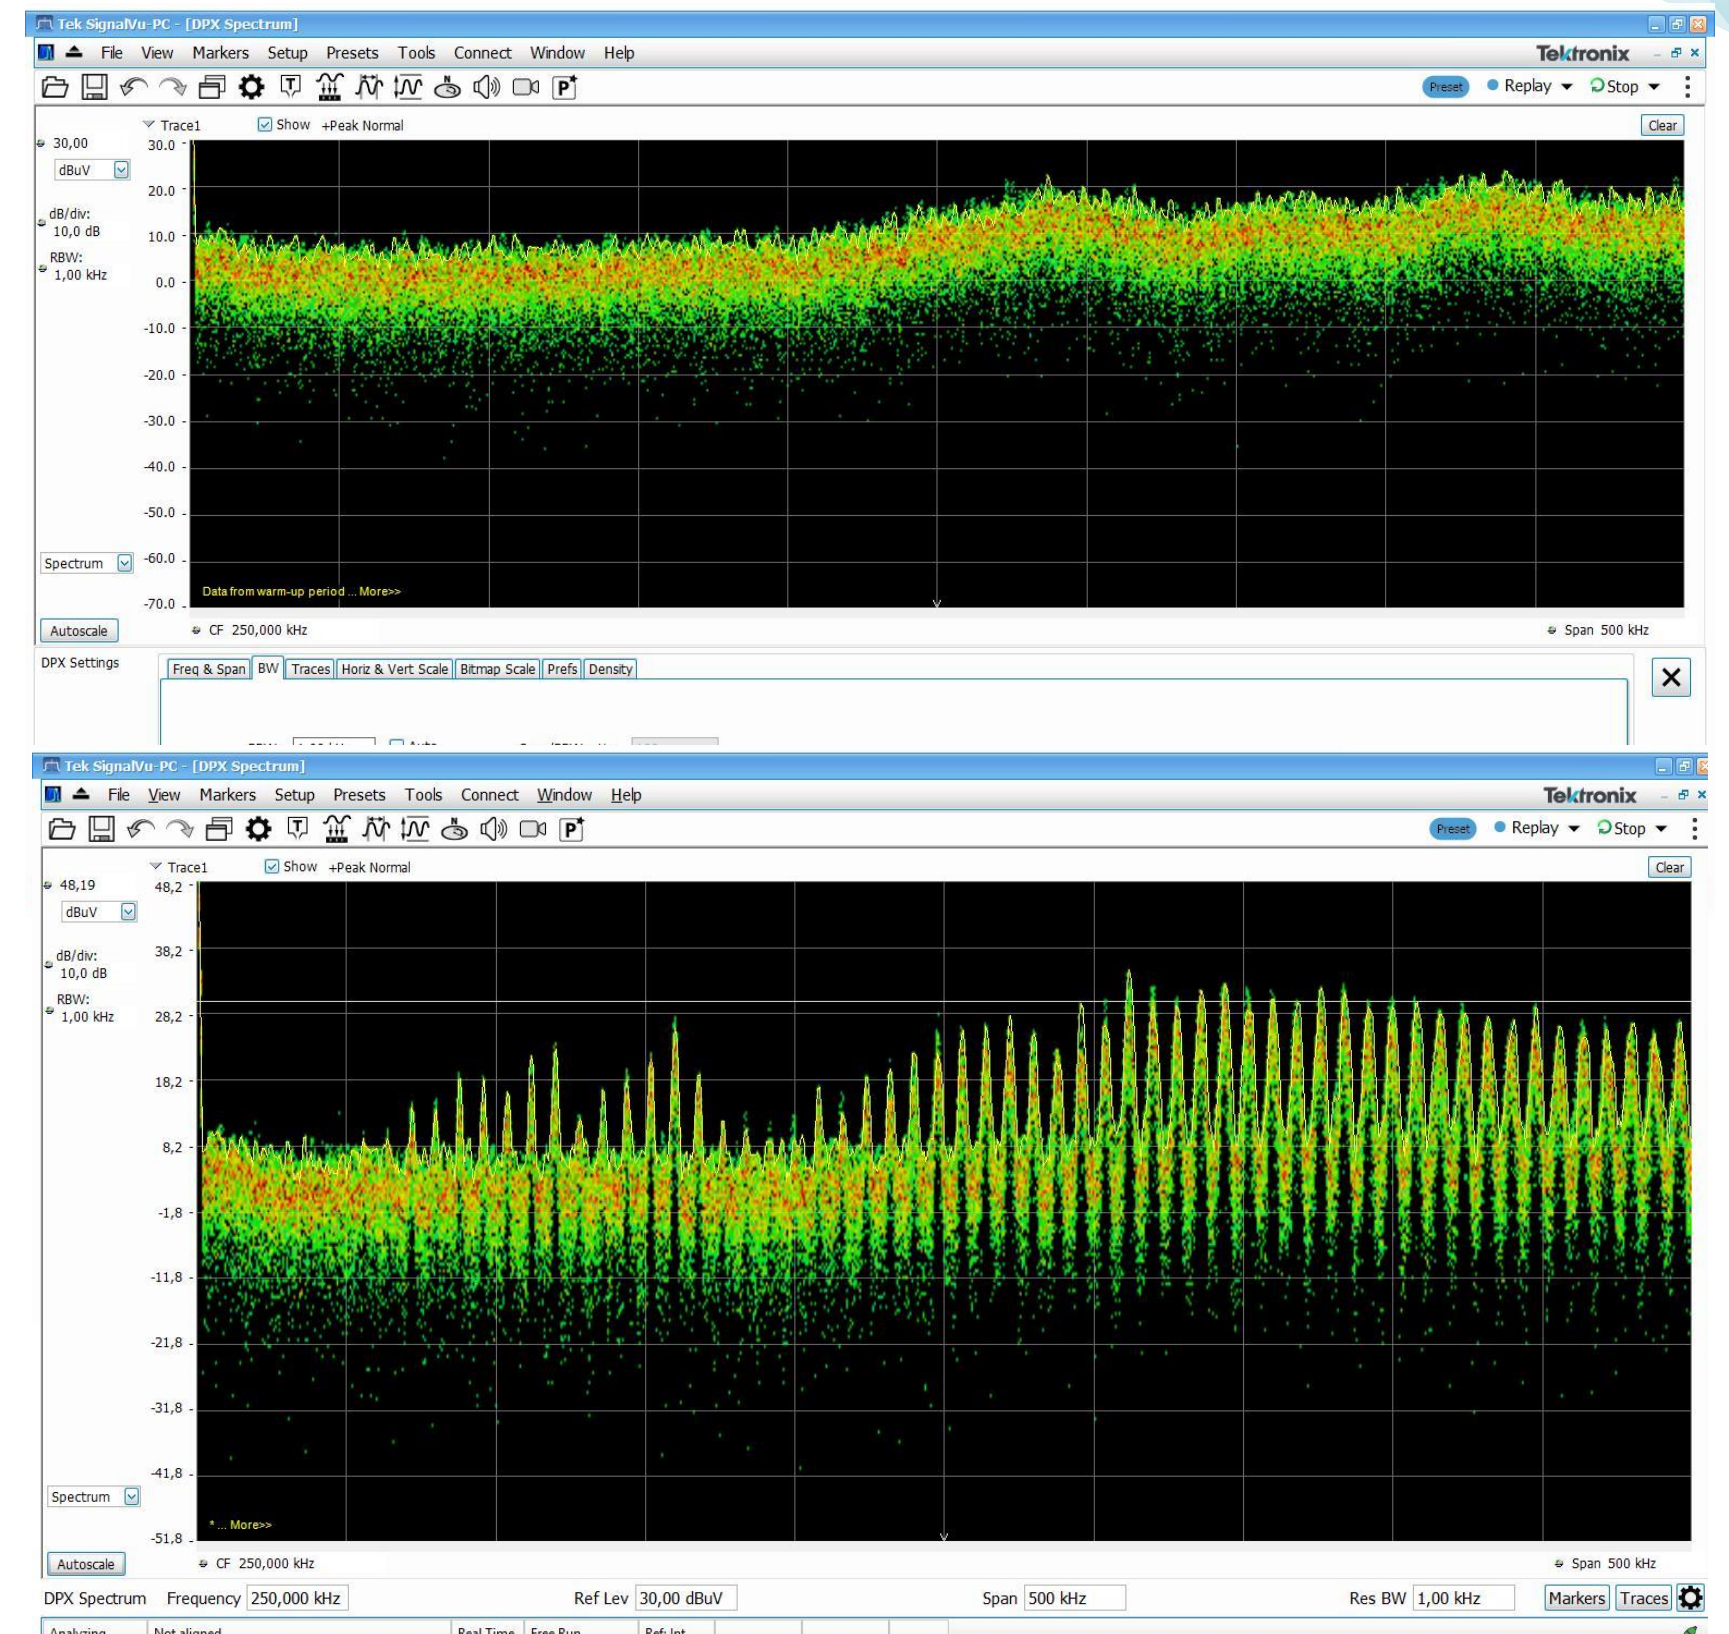 Tek SignalVu-PC - [DPX Spectrum]
File View Markers Setup Presets Tools Connect Window Help
Tektronix
T N P Preset Replay Stop
Trace1 Show +Peak Normal Clear
30,00
dBuV
dB/div:
10,0 dB
RBW:
1,00 kHz
30.0
20.0
10.0
0.0
-10.0
-20.0
-30.0
-40.0
-50.0
-60.0
-70.0
Spectrum
Data from warm-up period ... More>>
Autoscale CF 250,000 kHz Span 500 kHz
DPX Settings Freq & Span BW Traces Horiz & Vert Scale Bitmap Scale Prefs Density
Tek SignalVu-PC - [DPX Spectrum]
File View Markers Setup Presets Tools Connect Window Help
Tektronix
T N P Preset Replay Stop
Trace1 Show +Peak Normal Clear
48,19
dBuV
dB/div:
10,0 dB
RBW:
1,00 kHz
48,2
38,2
28,2
18,2
8,2
-1,8
-11,8
-21,8
-31,8
-41,8
-51,8
Spectrum
* ... More>>
Autoscale CF 250,000 kHz Span 500 kHz
DPX Spectrum Frequency 250,000 kHz Ref Lev 30,00 dBuV Span 500 kHz Res BW 1,00 kHz Markers Traces
Analyzing Not aligned Real Time Free Run Ref: Int